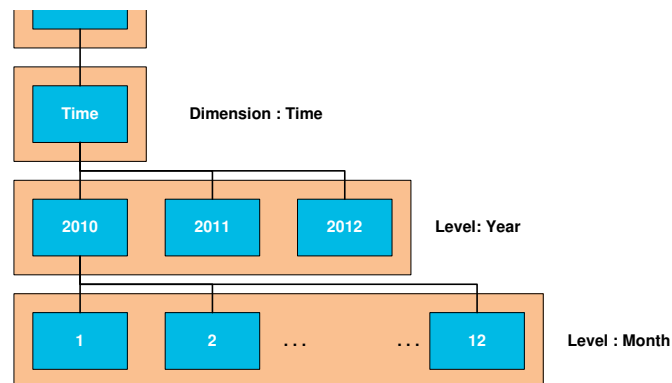 Time
Dimension : Time
2010
2011
2012
Level: Year
1
2
. . .
. . .
12
Level : Month